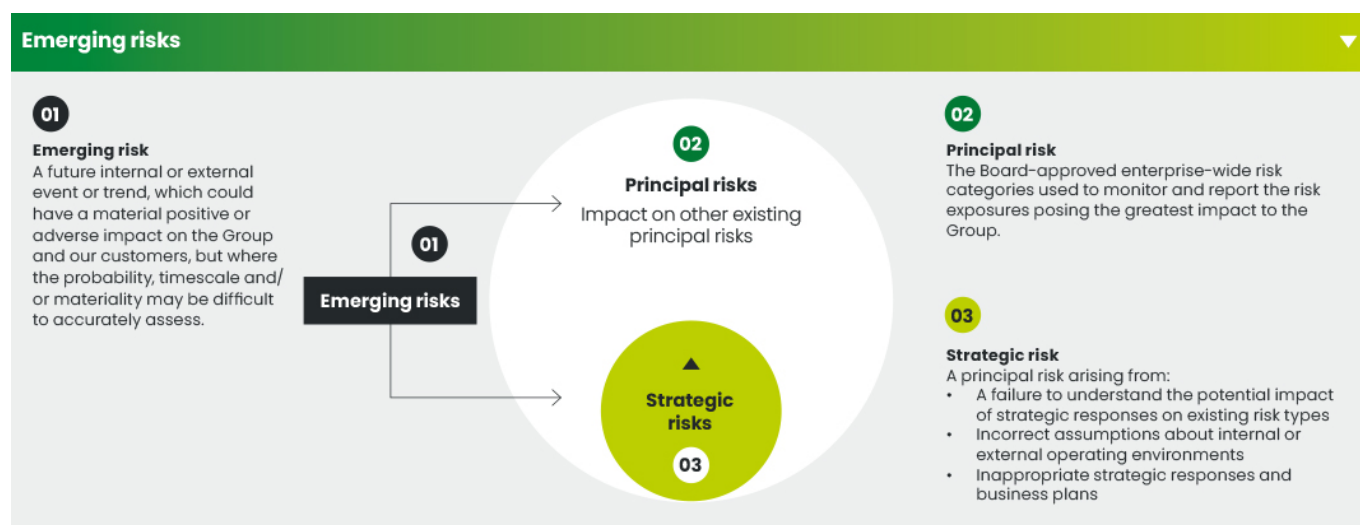 Emerging risks
01
Emerging risk
A future internal or external
event or trend, which could
have a material positive or
adverse impact on the Group
and our customers, but where
the probability, timescale and/
or materiality may be difficult
to accurately assess.
01
Emerging risks
02
Principal risks
Impact on other existing
principal risks
Strategic
risks
03
02
Principal risk
The Board-approved enterprise-wide risk
categories used to monitor and report the risk
exposures posing the greatest impact to the
Group.
03
Strategic risk
A principal risk arising from:
• A failure to understand the potential impact
of strategic responses on existing risk types
• Incorrect assumptions about internal or
external operating environments
• Inappropriate strategic responses and
business plans